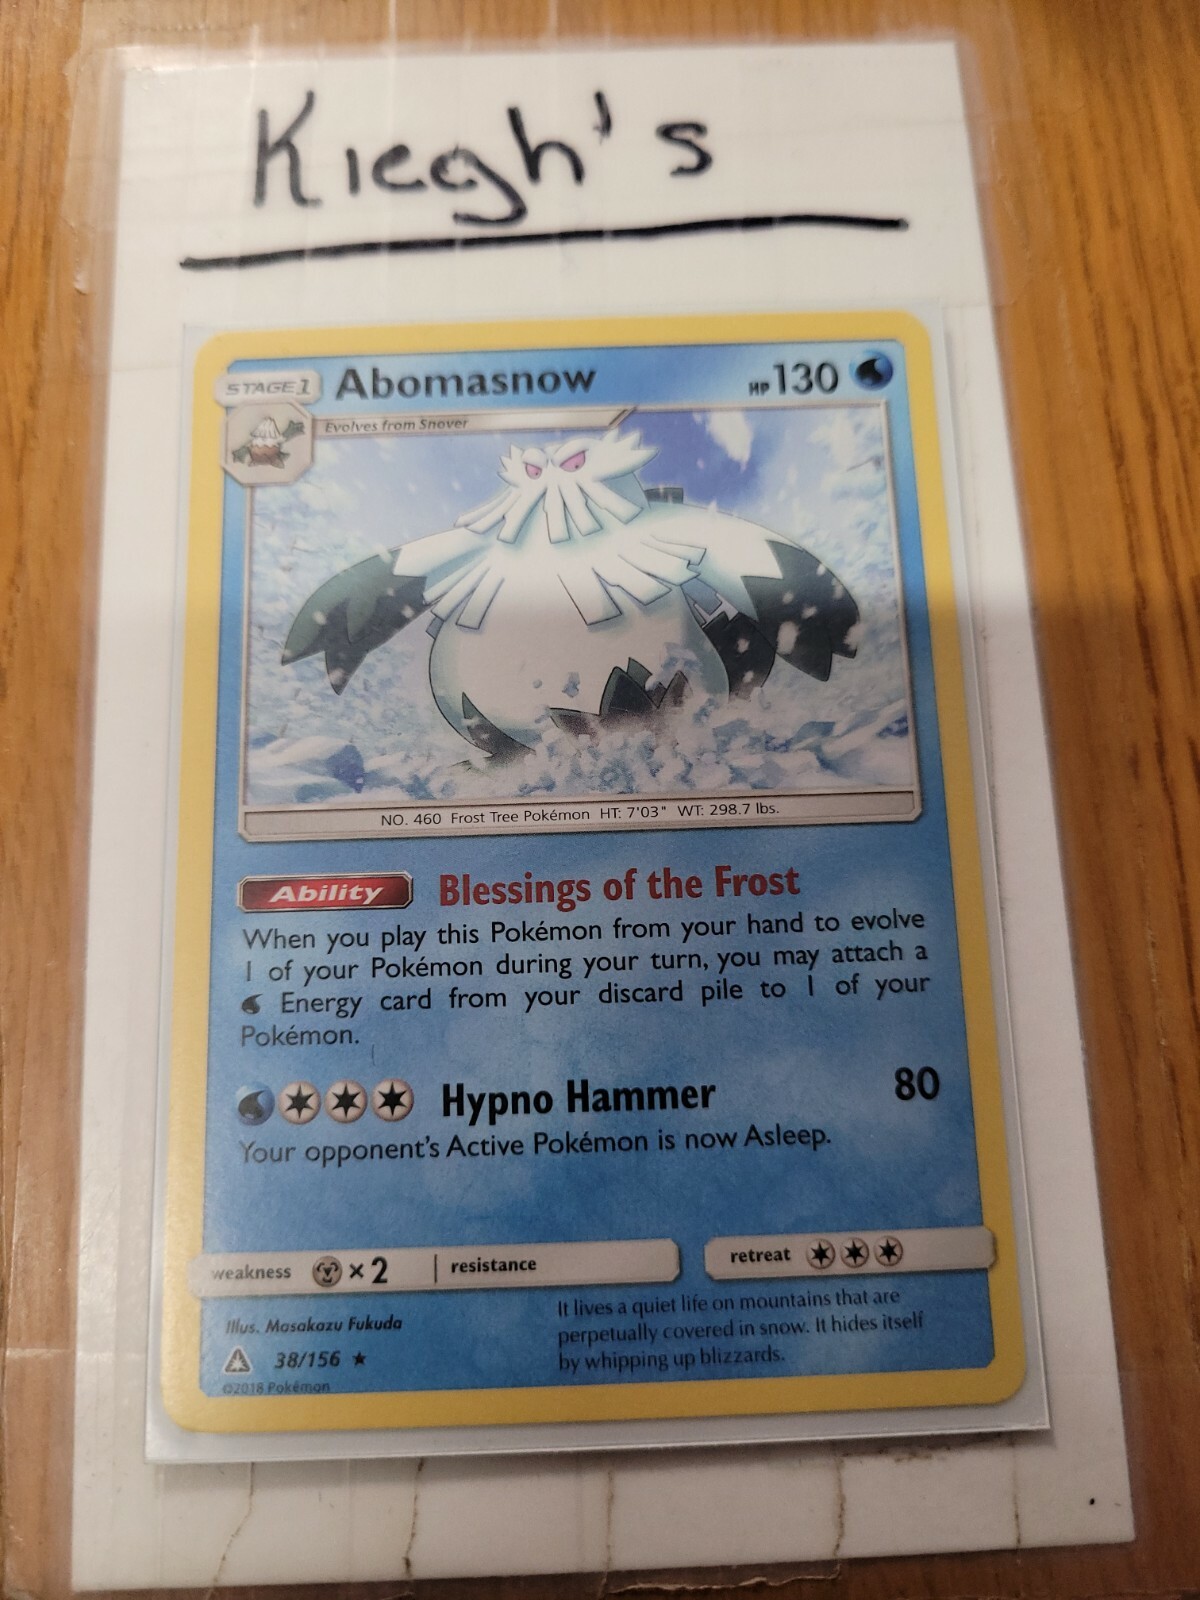 Kiegh's
STAGE 1 Abomasnow HP 130
Evolves from Snover
NO. 460 Frost Tree Pokémon HT: 7'03" WT: 298.7 lbs.
Ability Blessings of the Frost
When you play this Pokémon from your hand to evolve
1 of your Pokémon during your turn, you may attach a
Energy card from your discard pile to 1 of your
Pokémon.
Hypno Hammer 80
Your opponent's Active Pokémon is now Asleep.
weakness ×2 resistance retreat
Illus. Masakazu Fukuda
38/156 ★
©2018 Pokémon
It lives a quiet life on mountains that are
perpetually covered in snow. It hides itself
by whipping up blizzards.